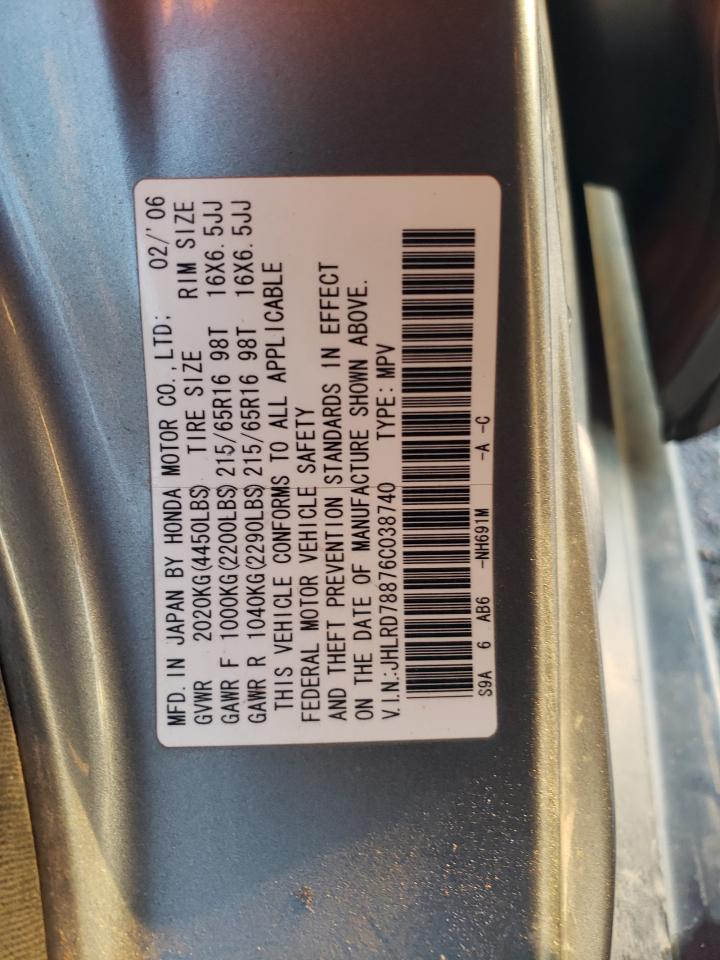 MFD. IN JAPAN BY HONDA MOTOR CO., LTD; 02/'06
GVWR 2020KG(4450LBS) TIRE SIZE RIM SIZE
GAWR F 1000KG(2200LBS) 215/65R16 98T 16X6.5JJ
GAWR R 1040KG(2290LBS) 215/65R16 98T 16X6.5JJ
THIS VEHICLE CONFORMS TO ALL APPLICABLE
FEDERAL MOTOR VEHICLE SAFETY
AND THEFT PREVENTION STANDARDS IN EFFECT
ON THE DATE OF MANUFACTURE SHOWN ABOVE.
V.I.N.:JHLRD78876C038740 TYPE:MPV
S9A 6 AB6 -NH691M -A -C